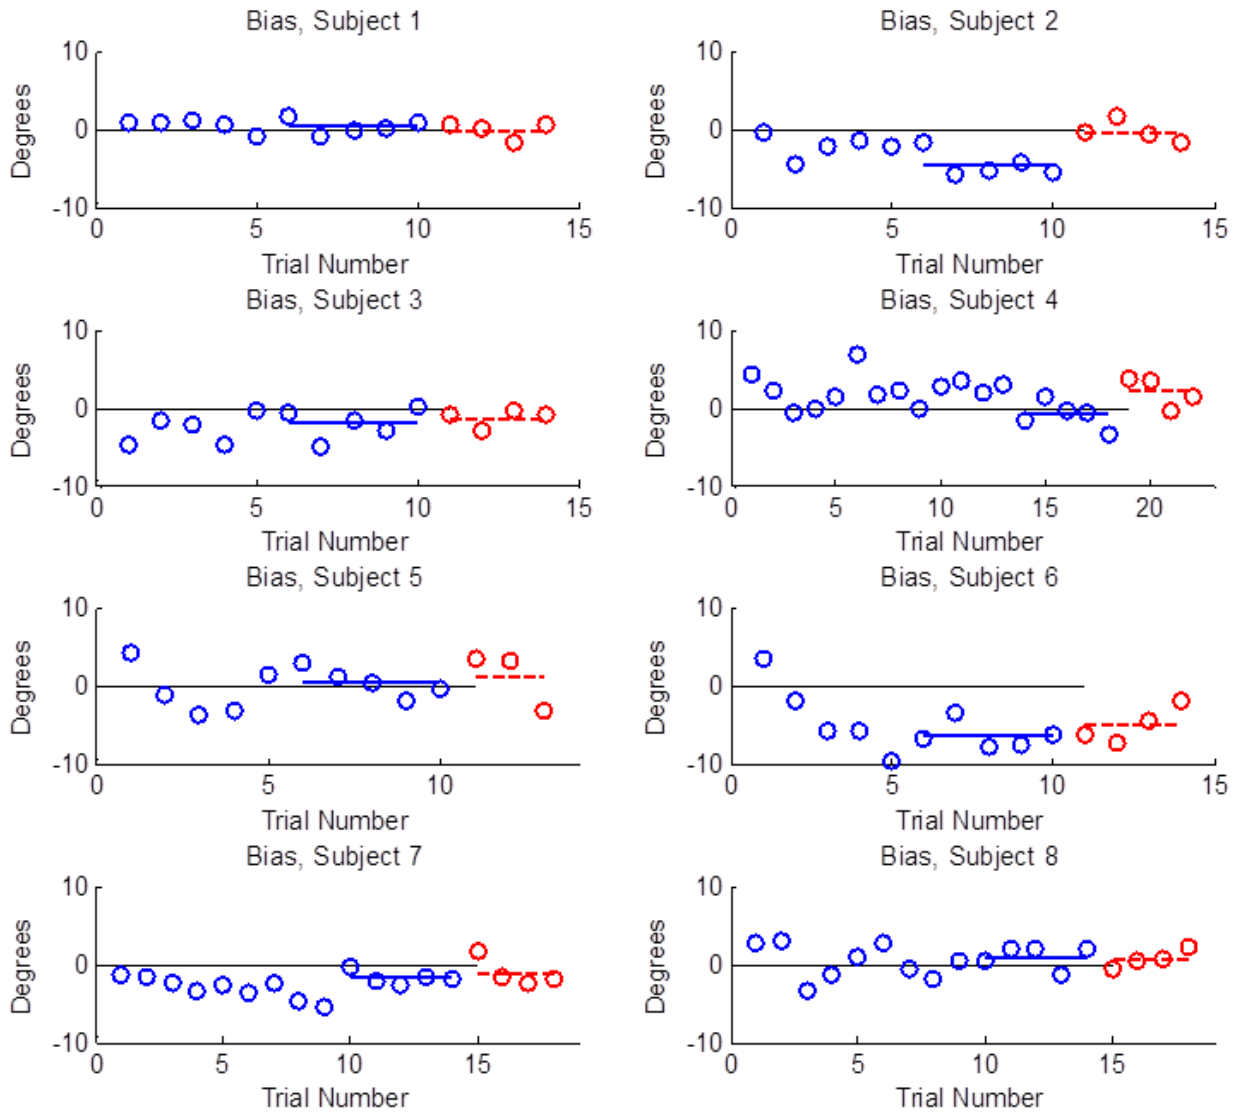 Bias, Subject 1
10
0
-10
Degrees
0 5 10 15
Trial Number
Bias, Subject 2
10
0
-10
Degrees
0 5 10 15
Trial Number
Bias, Subject 3
10
0
-10
Degrees
0 5 10 15
Trial Number
Bias, Subject 4
10
0
-10
Degrees
0 5 10 15 20
Trial Number
Bias, Subject 5
10
0
-10
Degrees
0 5 10
Trial Number
Bias, Subject 6
10
0
-10
Degrees
0 5 10 15
Trial Number
Bias, Subject 7
10
0
-10
Degrees
0 5 10 15
Trial Number
Bias, Subject 8
10
0
-10
Degrees
0 5 10 15
Trial Number